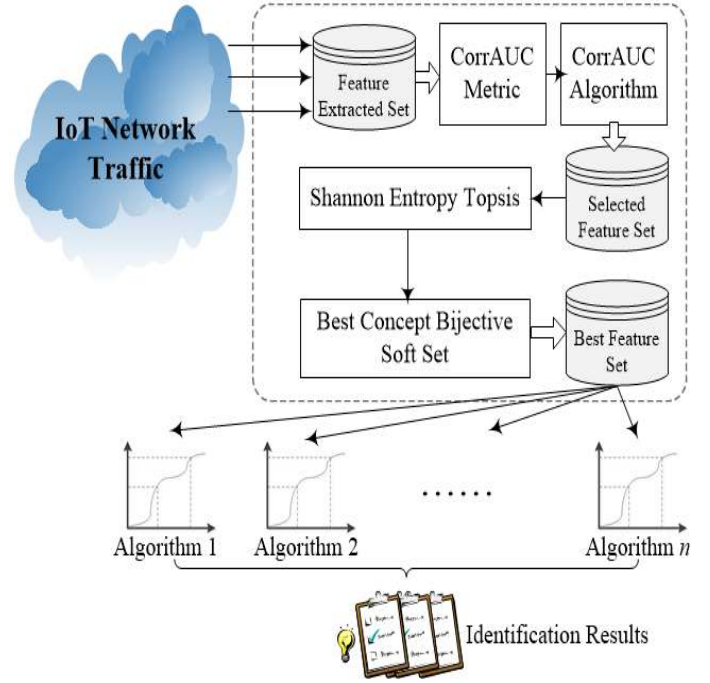 IoT Network
Traffic
Feature
Extracted Set
CorrAUC
Metric
CorrAUC
Algorithm
Shannon Entropy Topsis
Selected
Feature Set
Best Concept Bijective
Soft Set
Best Feature
Set
......
Algorithm 1
Algorithm 2
Algorithm n
Identification Results